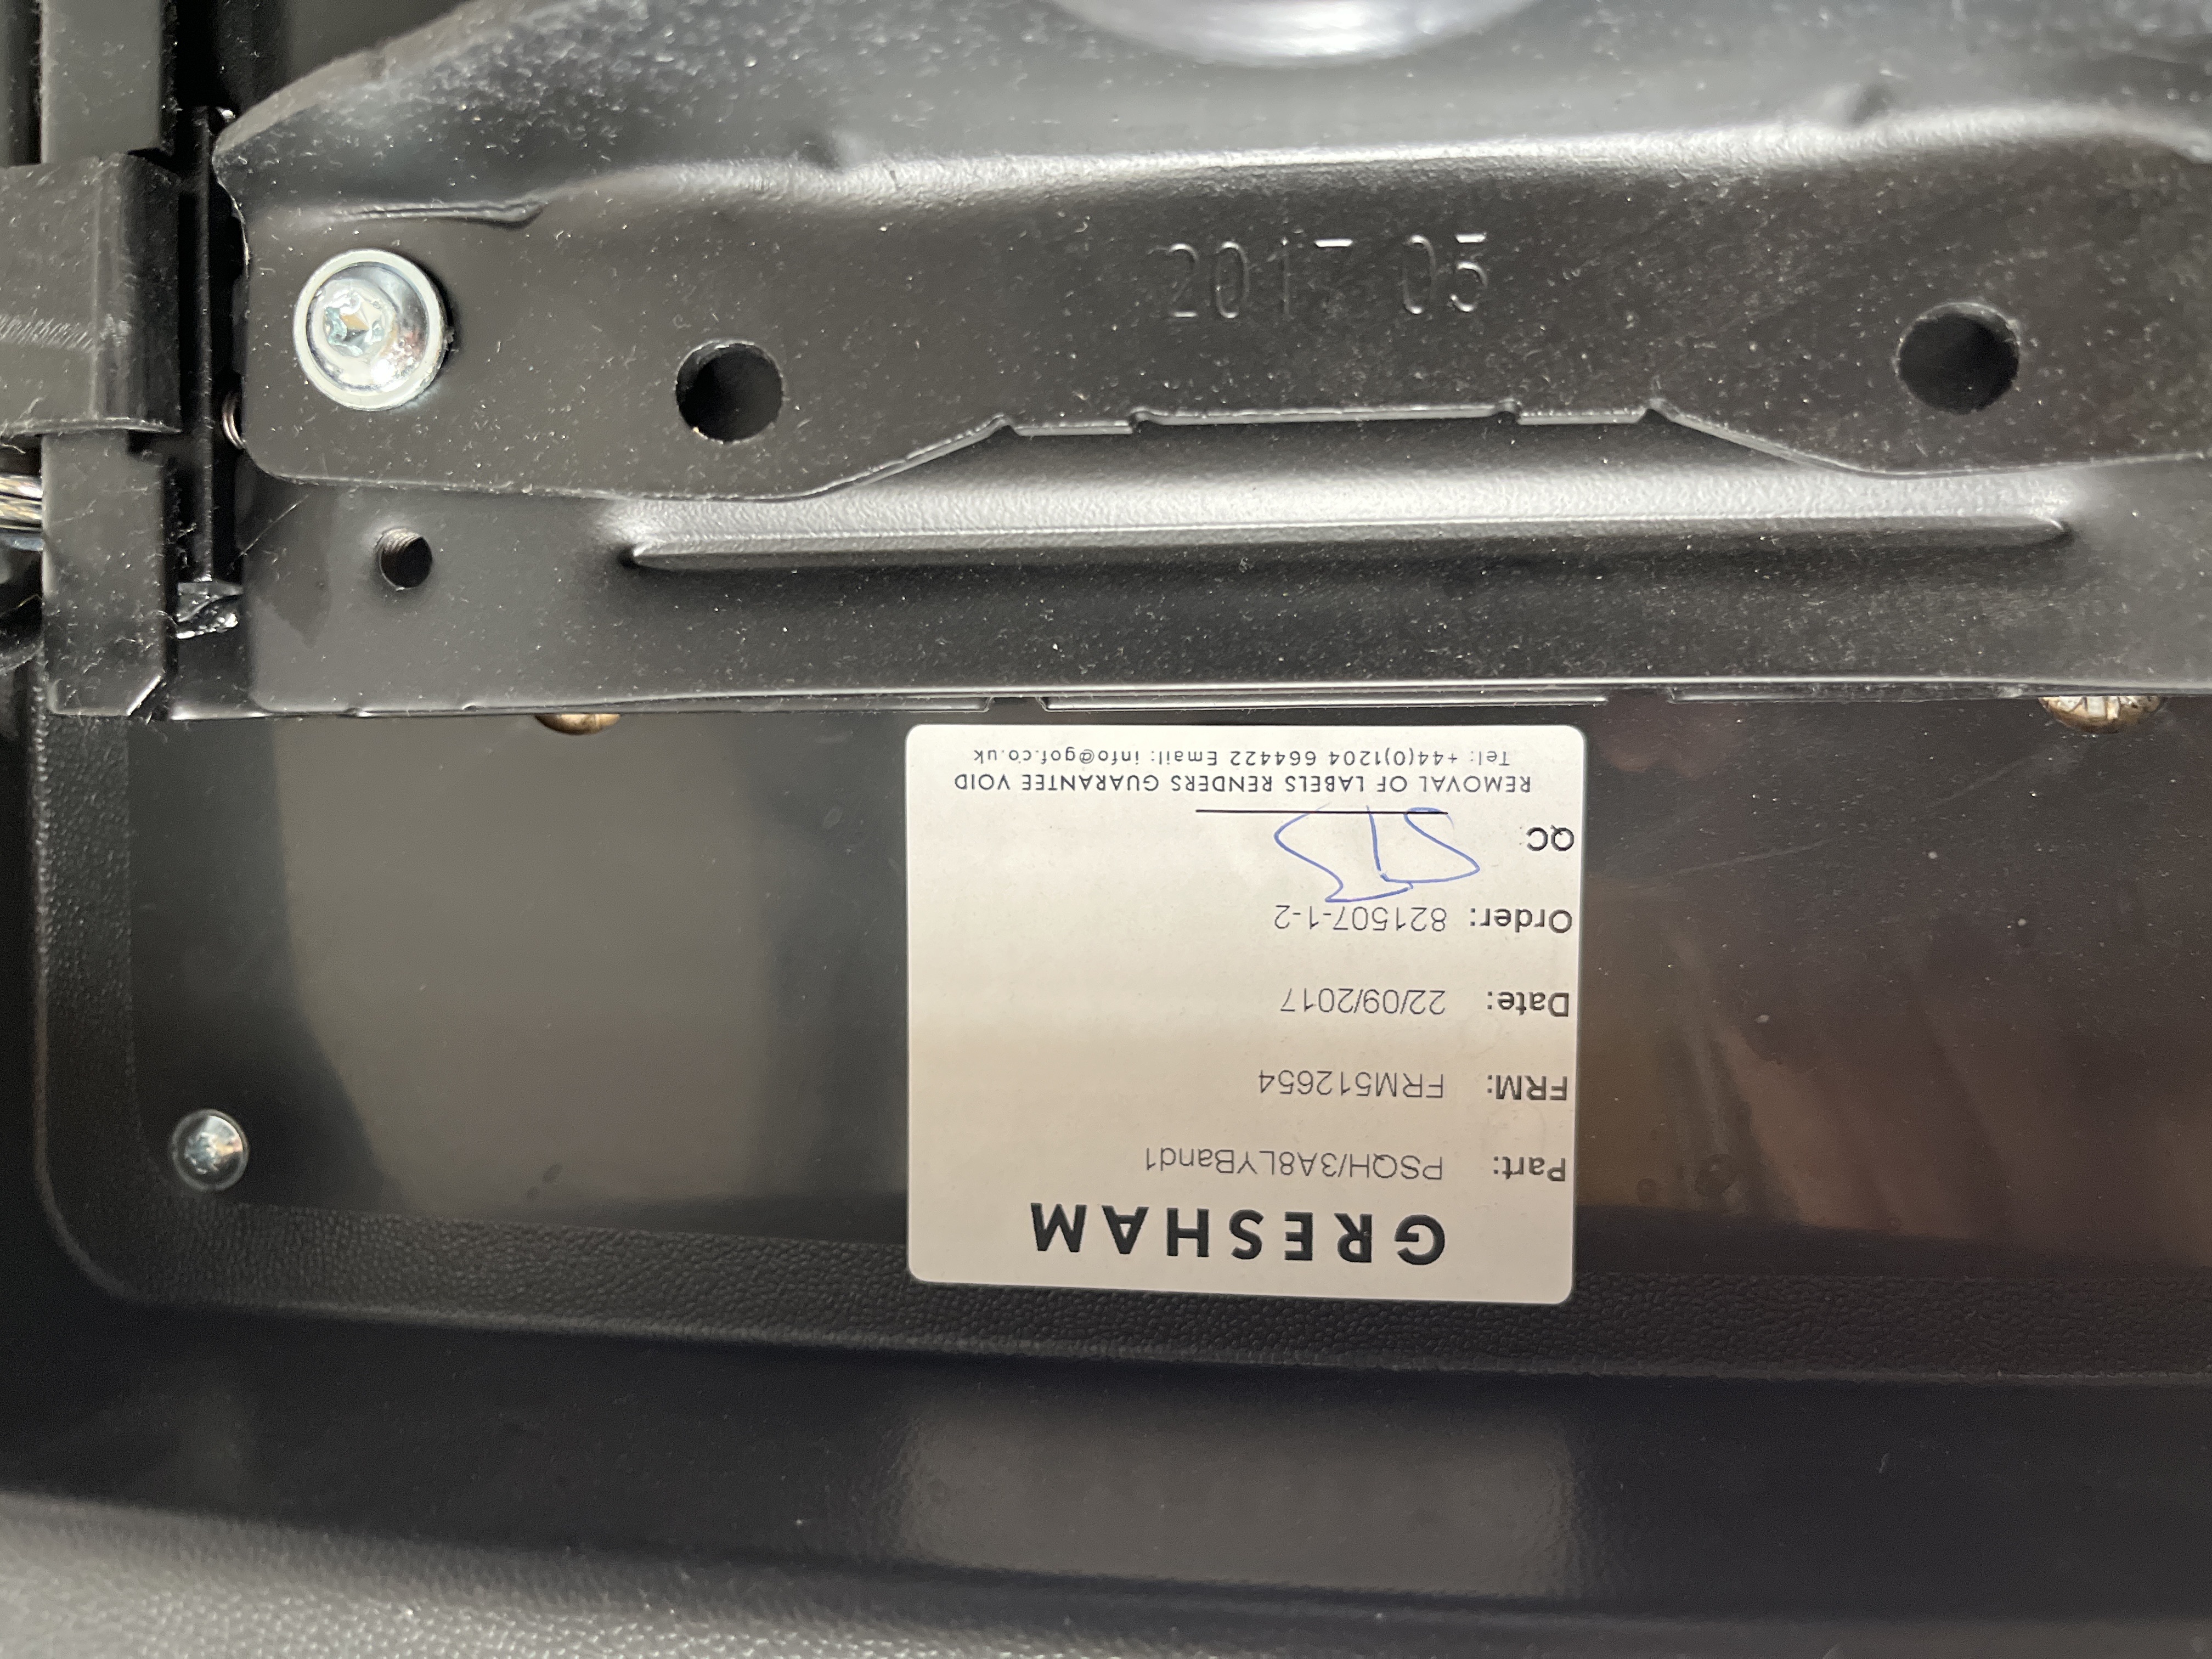 2017 05
GRESHAM
Part: PSQH/3A8LYBand1
FRM: FRM512654
Date: 22/09/2017
Order: 821507-1-2
QC
REMOVAL OF LABELS RENDERS GUARANTEE VOID
Tel: +44(0)1204 664422 Email: info@gof.co.uk